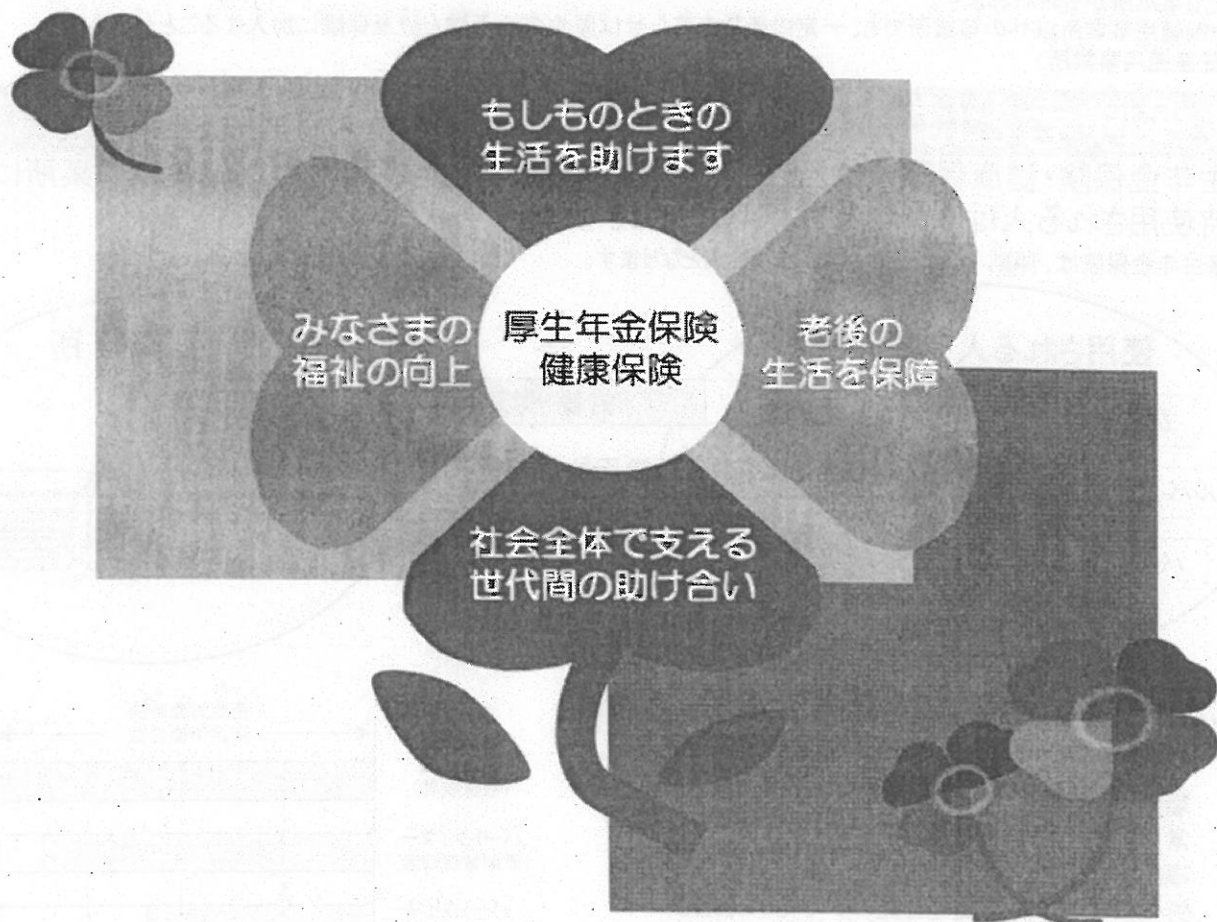 もしものときの
生活を助けます
みなさまの
福祉の向上
厚生年金保険
健康保険
老後の
生活を保障
社会全体で支える
世代間の助け合い